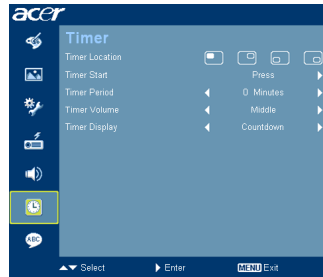 acer
Timer
Timer Location
Timer Start Press
Timer Period 0 Minutes
Timer Volume Middle
Timer Display Countdown
ABC
Select Enter MENU Exit